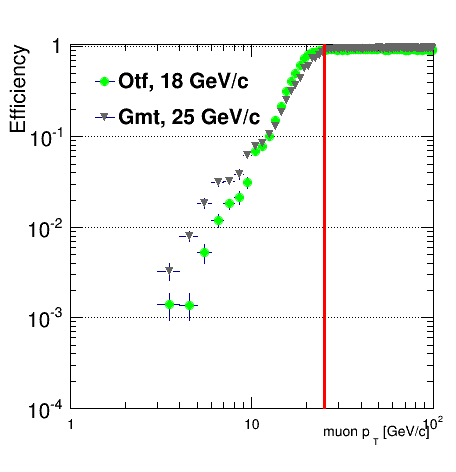 Efficiency
1
10⁻¹
10⁻²
10⁻³
10⁻⁴
Otf, 18 GeV/c
Gmt, 25 GeV/c
1
10
10²
muon p_T [GeV/c]